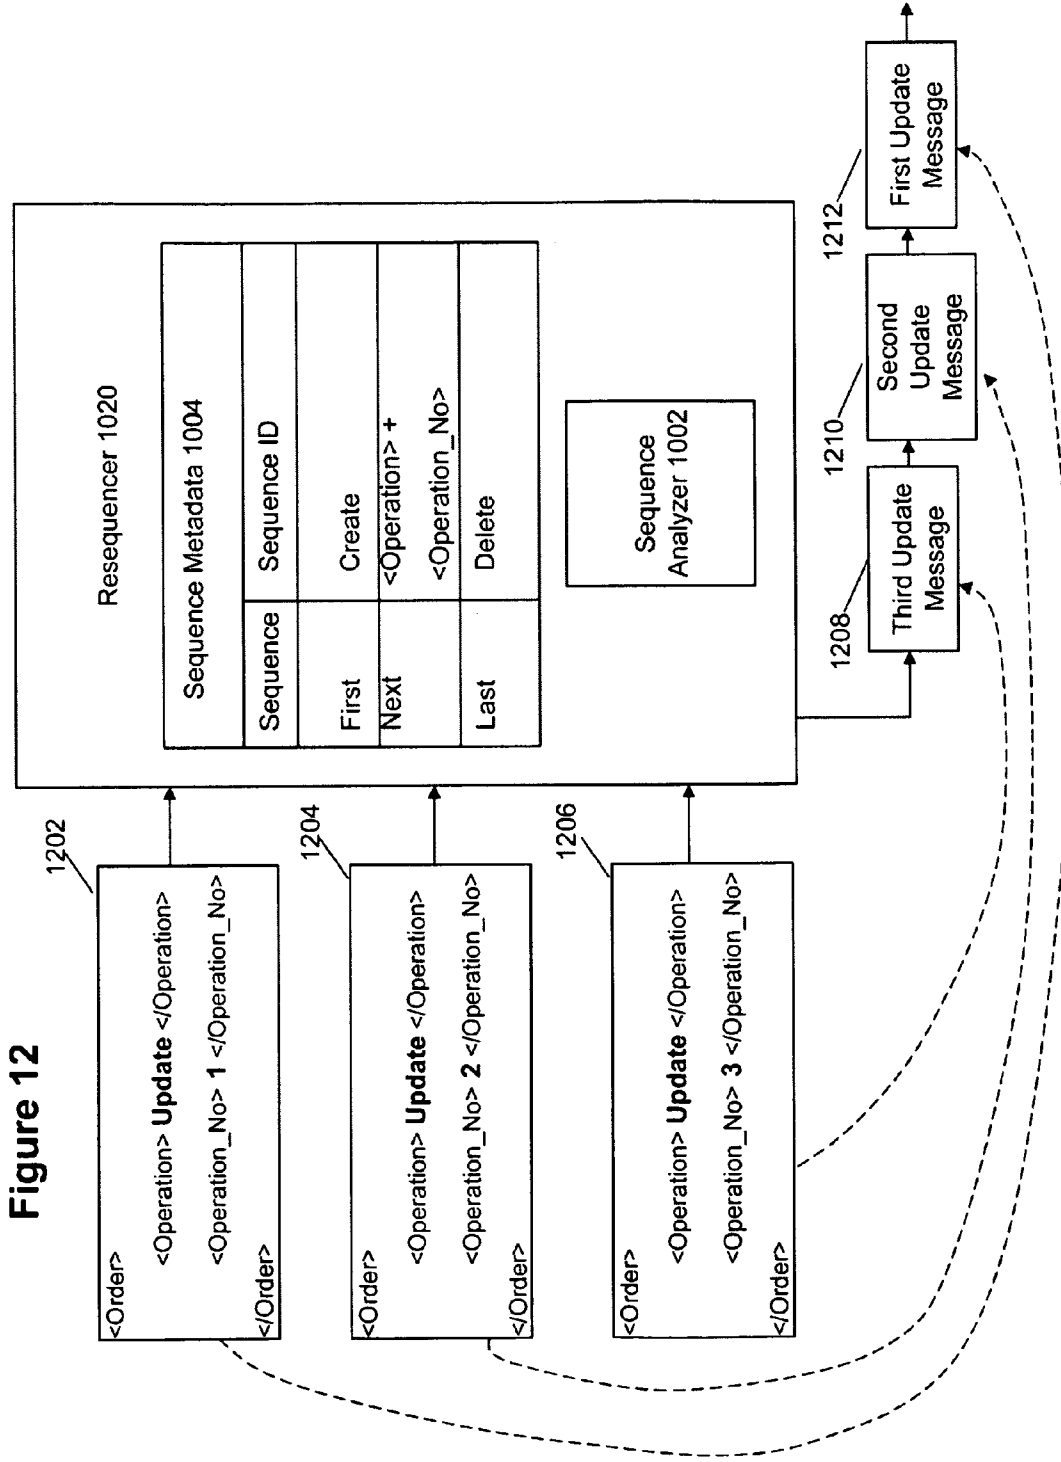 Figure 12
1202
<Order>
<Operation> Update </Operation>
<Operation_No> 1 </Operation_No>
</Order>
1204
<Order>
<Operation> Update </Operation>
<Operation_No> 2 </Operation_No>
</Order>
1206
<Order>
<Operation> Update </Operation>
<Operation_No> 3 </Operation_No>
</Order>
Resequencer 1020
Sequence Metadata 1004
Sequence Sequence ID
First Create
Next <Operation> +
<Operation_No>
Last Delete
Sequence
Analyzer 1002
1208
Third Update
Message
1210
Second
Update
Message
1212
First Update
Message